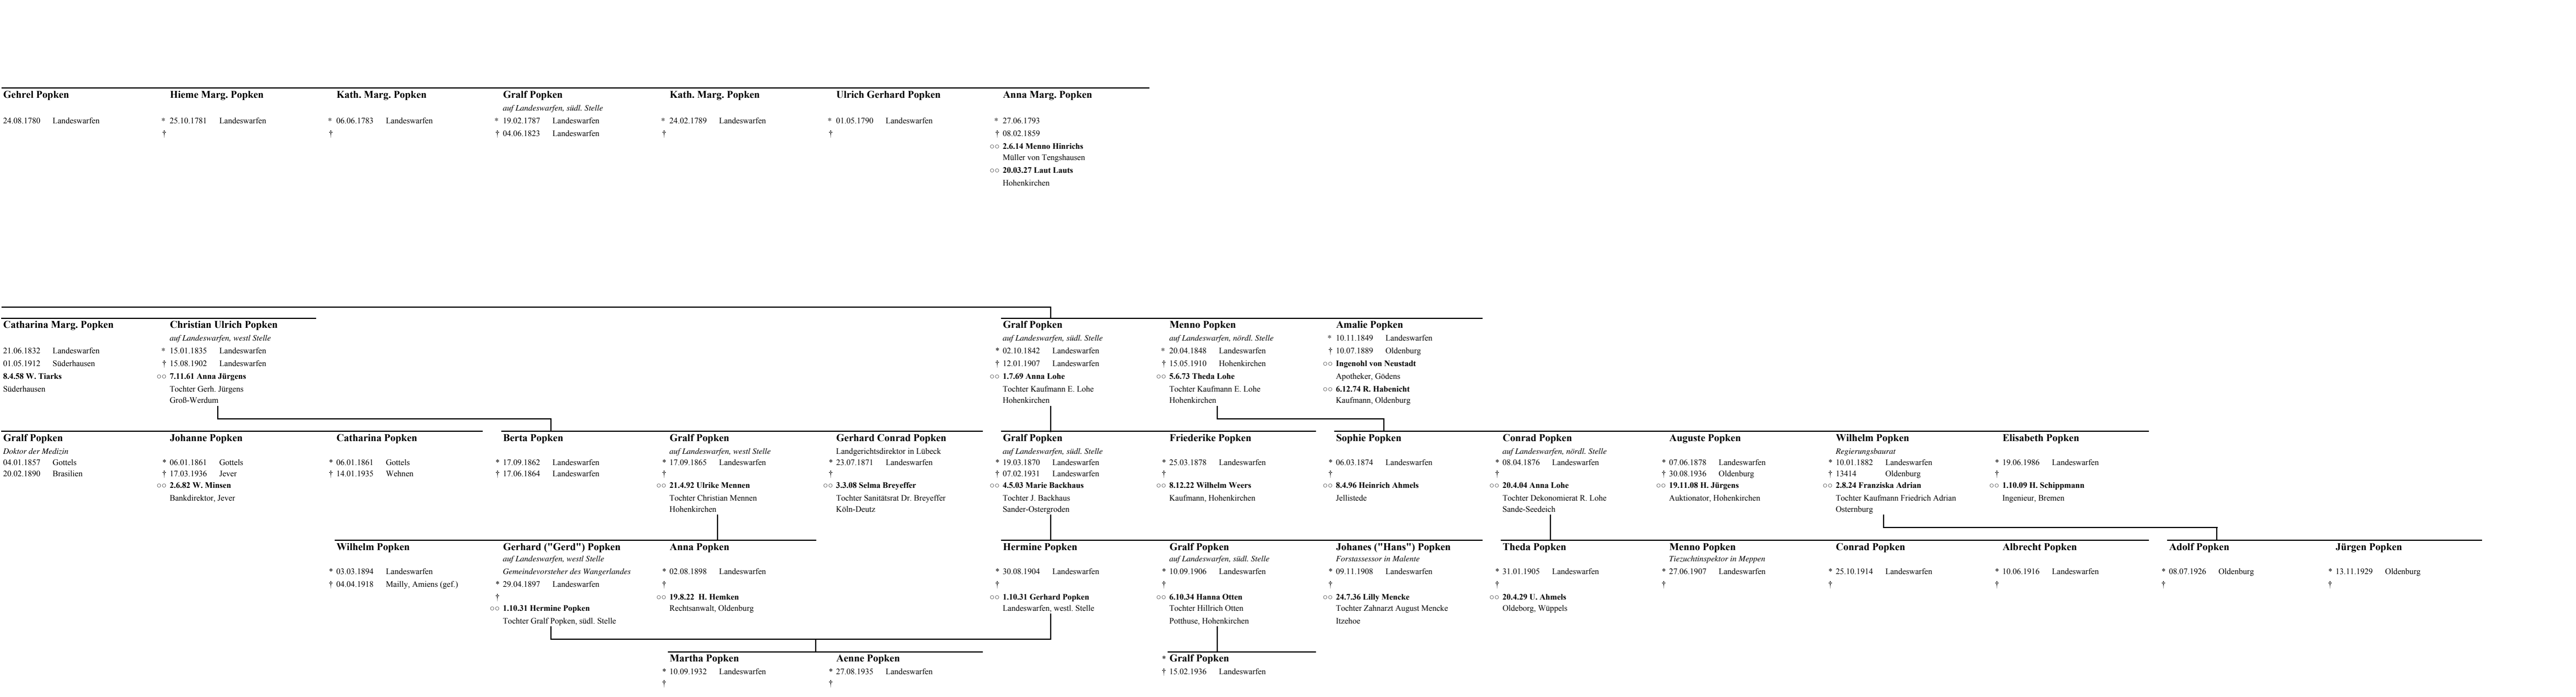 Gehrel Popken
24.08.1780 Landeswarfen
Hieme Marg. Popken
* 25.10.1781 Landeswarfen
†
Kath. Marg. Popken
* 06.06.1783 Landeswarfen
†
Gralf Popken
auf Landeswarfen, südl. Stelle
* 19.02.1787 Landeswarfen
† 04.06.1823 Landeswarfen
Kath. Marg. Popken
* 24.02.1789 Landeswarfen
†
Ulrich Gerhard Popken
* 01.05.1790 Landeswarfen
†
Anna Marg. Popken
* 27.06.1793
† 08.02.1859
○○ 2.6.14 Menno Hinrichs
Müller von Tengshausen
○○ 20.03.27 Laut Lauts
Hohenkirchen
Catharina Marg. Popken
21.06.1832 Landeswarfen
01.05.1912 Süderhausen
8.4.58 W. Tiarks
Süderhausen
Christian Ulrich Popken
auf Landeswarfen, westl Stelle
* 15.01.1835 Landeswarfen
† 15.08.1902 Landeswarfen
○○ 7.11.61 Anna Jürgens
Tochter Gerh. Jürgens
Groß-Werdum
Gralf Popken
auf Landeswarfen, südl. Stelle
* 02.10.1842 Landeswarfen
† 12.01.1907 Landeswarfen
○○ 1.7.69 Anna Lohe
Tochter Kaufmann E. Lohe
Hohenkirchen
Menno Popken
auf Landeswarfen, nördl. Stelle
* 20.04.1848 Landeswarfen
† 15.05.1910 Hohenkirchen
○○ 5.6.73 Theda Lohe
Tochter Kaufmann E. Lohe
Hohenkirchen
Amalie Popken
* 10.11.1849 Landeswarfen
† 10.07.1889 Oldenburg
○○ Ingenohl von Neustadt
Apotheker, Gödens
○○ 6.12.74 R. Habenicht
Kaufmann, Oldenburg
Gralf Popken
Doktor der Medizin
04.01.1857 Gottels
20.02.1890 Brasilien
Johanne Popken
* 06.01.1861 Gottels
† 17.03.1936 Jever
○○ 2.6.82 W. Minsen
Bankdirektor, Jever
Catharina Popken
* 06.01.1861 Gottels
† 14.01.1935 Wehnen
Berta Popken
* 17.09.1862 Landeswarfen
† 17.06.1864 Landeswarfen
Gralf Popken
auf Landeswarfen, westl Stelle
* 17.09.1865 Landeswarfen
†
○○ 21.4.92 Ulrike Mennen
Tochter Christian Mennen
Hohenkirchen
Gerhard Conrad Popken
Landgerichtsdirektor in Lübeck
* 23.07.1871 Landeswarfen
†
○○ 3.3.08 Selma Breyeffer
Tochter Sanitätsrat Dr. Breyeffer
Köln-Deutz
Gralf Popken
auf Landeswarfen, südl. Stelle
* 19.03.1870 Landeswarfen
† 07.02.1931 Landeswarfen
○○ 4.5.03 Marie Backhaus
Tochter J. Backhaus
Sander-Ostergroden
Friederike Popken
* 25.03.1878 Landeswarfen
†
○○ 8.12.22 Wilhelm Weers
Kaufmann, Hohenkirchen
Sophie Popken
* 06.03.1874 Landeswarfen
†
○○ 8.4.96 Heinrich Ahmels
Jellistede
Conrad Popken
auf Landeswarfen, nördl. Stelle
* 08.04.1876 Landeswarfen
†
○○ 20.4.04 Anna Lohe
Tochter Dekonomierat R. Lohe
Sande-Seedeich
Auguste Popken
* 07.06.1878 Landeswarfen
† 30.08.1936 Oldenburg
○○ 19.11.08 H. Jürgens
Auktionator, Hohenkirchen
Wilhelm Popken
Regierungsbaurat
* 10.01.1882 Landeswarfen
† 13414 Oldenburg
○○ 2.8.24 Franziska Adrian
Tochter Kaufmann Friedrich Adrian
Osternburg
Elisabeth Popken
* 19.06.1986 Landeswarfen
†
○○ 1.10.09 H. Schippmann
Ingenieur, Bremen
Wilhelm Popken
* 03.03.1894 Landeswarfen
† 04.04.1918 Mailly, Amiens (gef.)
Gerhard ("Gerd") Popken
auf Landeswarfen, westl Stelle
Gemeindevorsteher des Wangerlandes
* 29.04.1897 Landeswarfen
†
○○ 1.10.31 Hermine Popken
Tochter Gralf Popken, südl. Stelle
Anna Popken
* 02.08.1898 Landeswarfen
†
○○ 19.8.22 H. Hemken
Rechtsanwalt, Oldenburg
Hermine Popken
* 30.08.1904 Landeswarfen
†
○○ 1.10.31 Gerhard Popken
Landeswarfen, westl. Stelle
Gralf Popken
auf Landeswarfen, südl. Stelle
* 10.09.1906 Landeswarfen
†
○○ 6.10.34 Hanna Otten
Tochter Hillrich Otten
Potthuse, Hohenkirchen
Johanes ("Hans") Popken
Forstassessor in Malente
* 09.11.1908 Landeswarfen
†
○○ 24.7.36 Lilly Mencke
Tochter Zahnarzt August Mencke
Itzehoe
Theda Popken
* 31.01.1905 Landeswarfen
†
○○ 20.4.29 U. Ahmels
Oldeborg, Wüppels
Menno Popken
Tiezuchtinspektor in Meppen
* 27.06.1907 Landeswarfen
†
Conrad Popken
* 25.10.1914 Landeswarfen
†
Albrecht Popken
* 10.06.1916 Landeswarfen
†
Adolf Popken
* 08.07.1926 Oldenburg
†
Jürgen Popken
* 13.11.1929 Oldenburg
†
Martha Popken
* 10.09.1932 Landeswarfen
†
Aenne Popken
* 27.08.1935 Landeswarfen
†
* Gralf Popken
† 15.02.1936 Landeswarfen